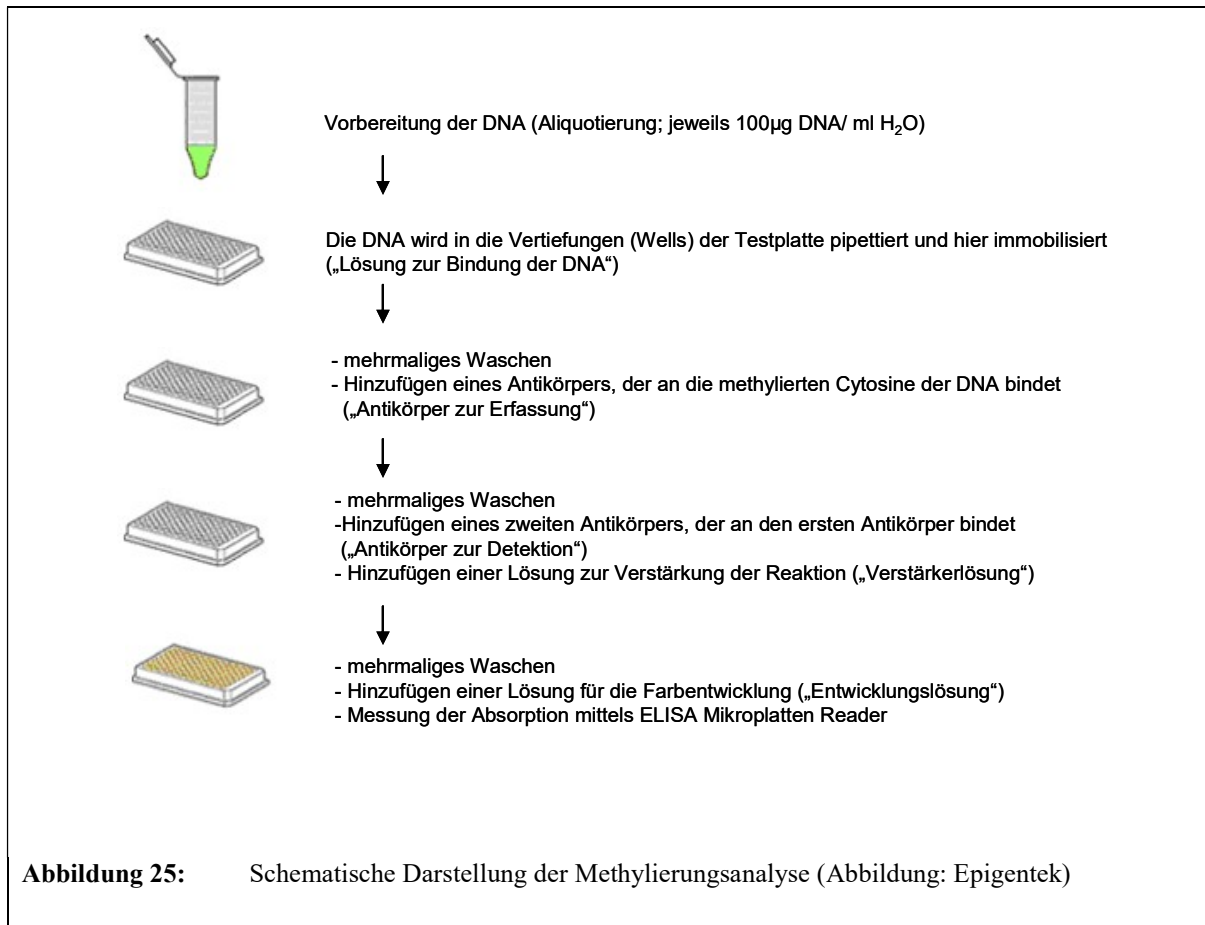 Vorbereitung der DNA (Aliquotierung; jeweils 100µg DNA/ ml H₂O)
Die DNA wird in die Vertiefungen (Wells) der Testplatte pipettiert und hier immobilisiert
(„Lösung zur Bindung der DNA“)
- mehrmaliges Waschen
- Hinzufügen eines Antikörpers, der an die methylierten Cytosine der DNA bindet
(„Antikörper zur Erfassung“)
- mehrmaliges Waschen
-Hinzufügen eines zweiten Antikörpers, der an den ersten Antikörper bindet
(„Antikörper zur Detektion“)
- Hinzufügen einer Lösung zur Verstärkung der Reaktion („Verstärkerlösung“)
- mehrmaliges Waschen
- Hinzufügen einer Lösung für die Farbentwicklung („Entwicklungslösung“)
- Messung der Absorption mittels ELISA Mikroplatten Reader
Abbildung 25: Schematische Darstellung der Methylierungsanalyse (Abbildung: Epigentek)